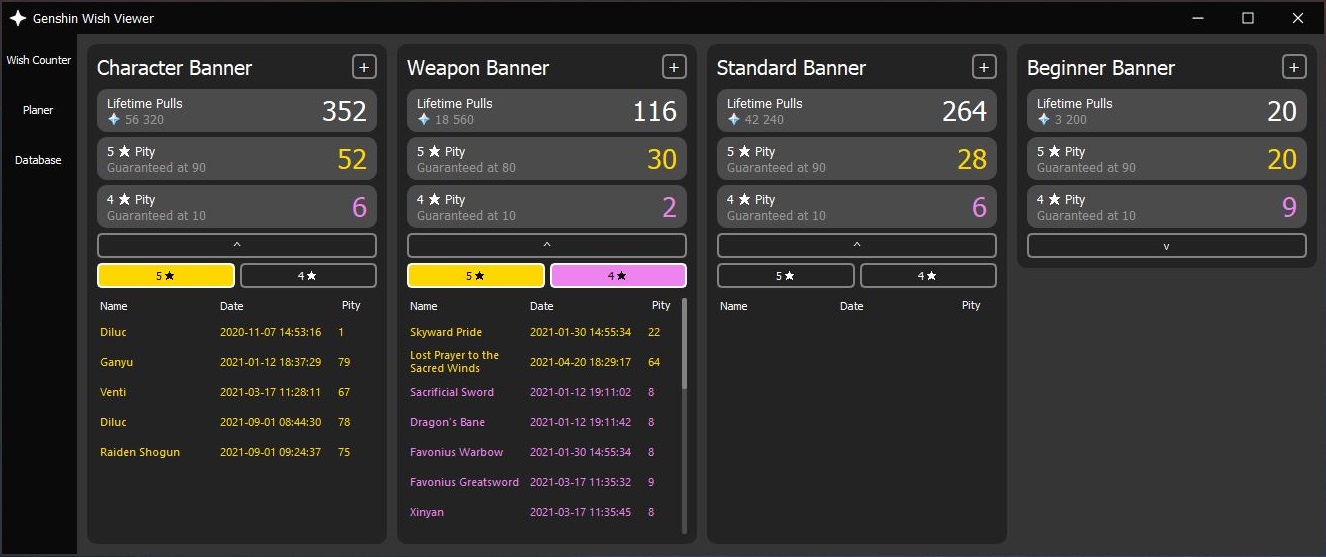 Genshin Wish Viewer
Wish Counter
Planer
Database
Character Banner +
Lifetime Pulls 352
56 320
5 ★ Pity 52
Guaranteed at 90
4 ★ Pity 6
Guaranteed at 10
^
5 ★ 4 ★
Name Date Pity
Diluc 2020-11-07 14:53:16 1
Ganyu 2021-01-12 18:37:29 79
Venti 2021-03-17 11:28:11 67
Diluc 2021-09-01 08:44:30 78
Raiden Shogun 2021-09-01 09:24:37 75
Weapon Banner +
Lifetime Pulls 116
18 560
5 ★ Pity 30
Guaranteed at 80
4 ★ Pity 2
Guaranteed at 10
^
5 ★ 4 ★
Name Date Pity
Skyward Pride 2021-01-30 14:55:34 22
Lost Prayer to the
Sacred Winds 2021-04-20 18:29:17 64
Sacrificial Sword 2021-01-12 19:11:02 8
Dragon's Bane 2021-01-12 19:11:42 8
Favonius Warbow 2021-01-30 14:55:34 8
Favonius Greatsword 2021-03-17 11:35:32 9
Xinyan 2021-03-17 11:35:45 8
Standard Banner +
Lifetime Pulls 264
42 240
5 ★ Pity 28
Guaranteed at 90
4 ★ Pity 6
Guaranteed at 10
^
5 ★ 4 ★
Name Date Pity
Beginner Banner +
Lifetime Pulls 20
3 200
5 ★ Pity 20
Guaranteed at 90
4 ★ Pity 9
Guaranteed at 10
v